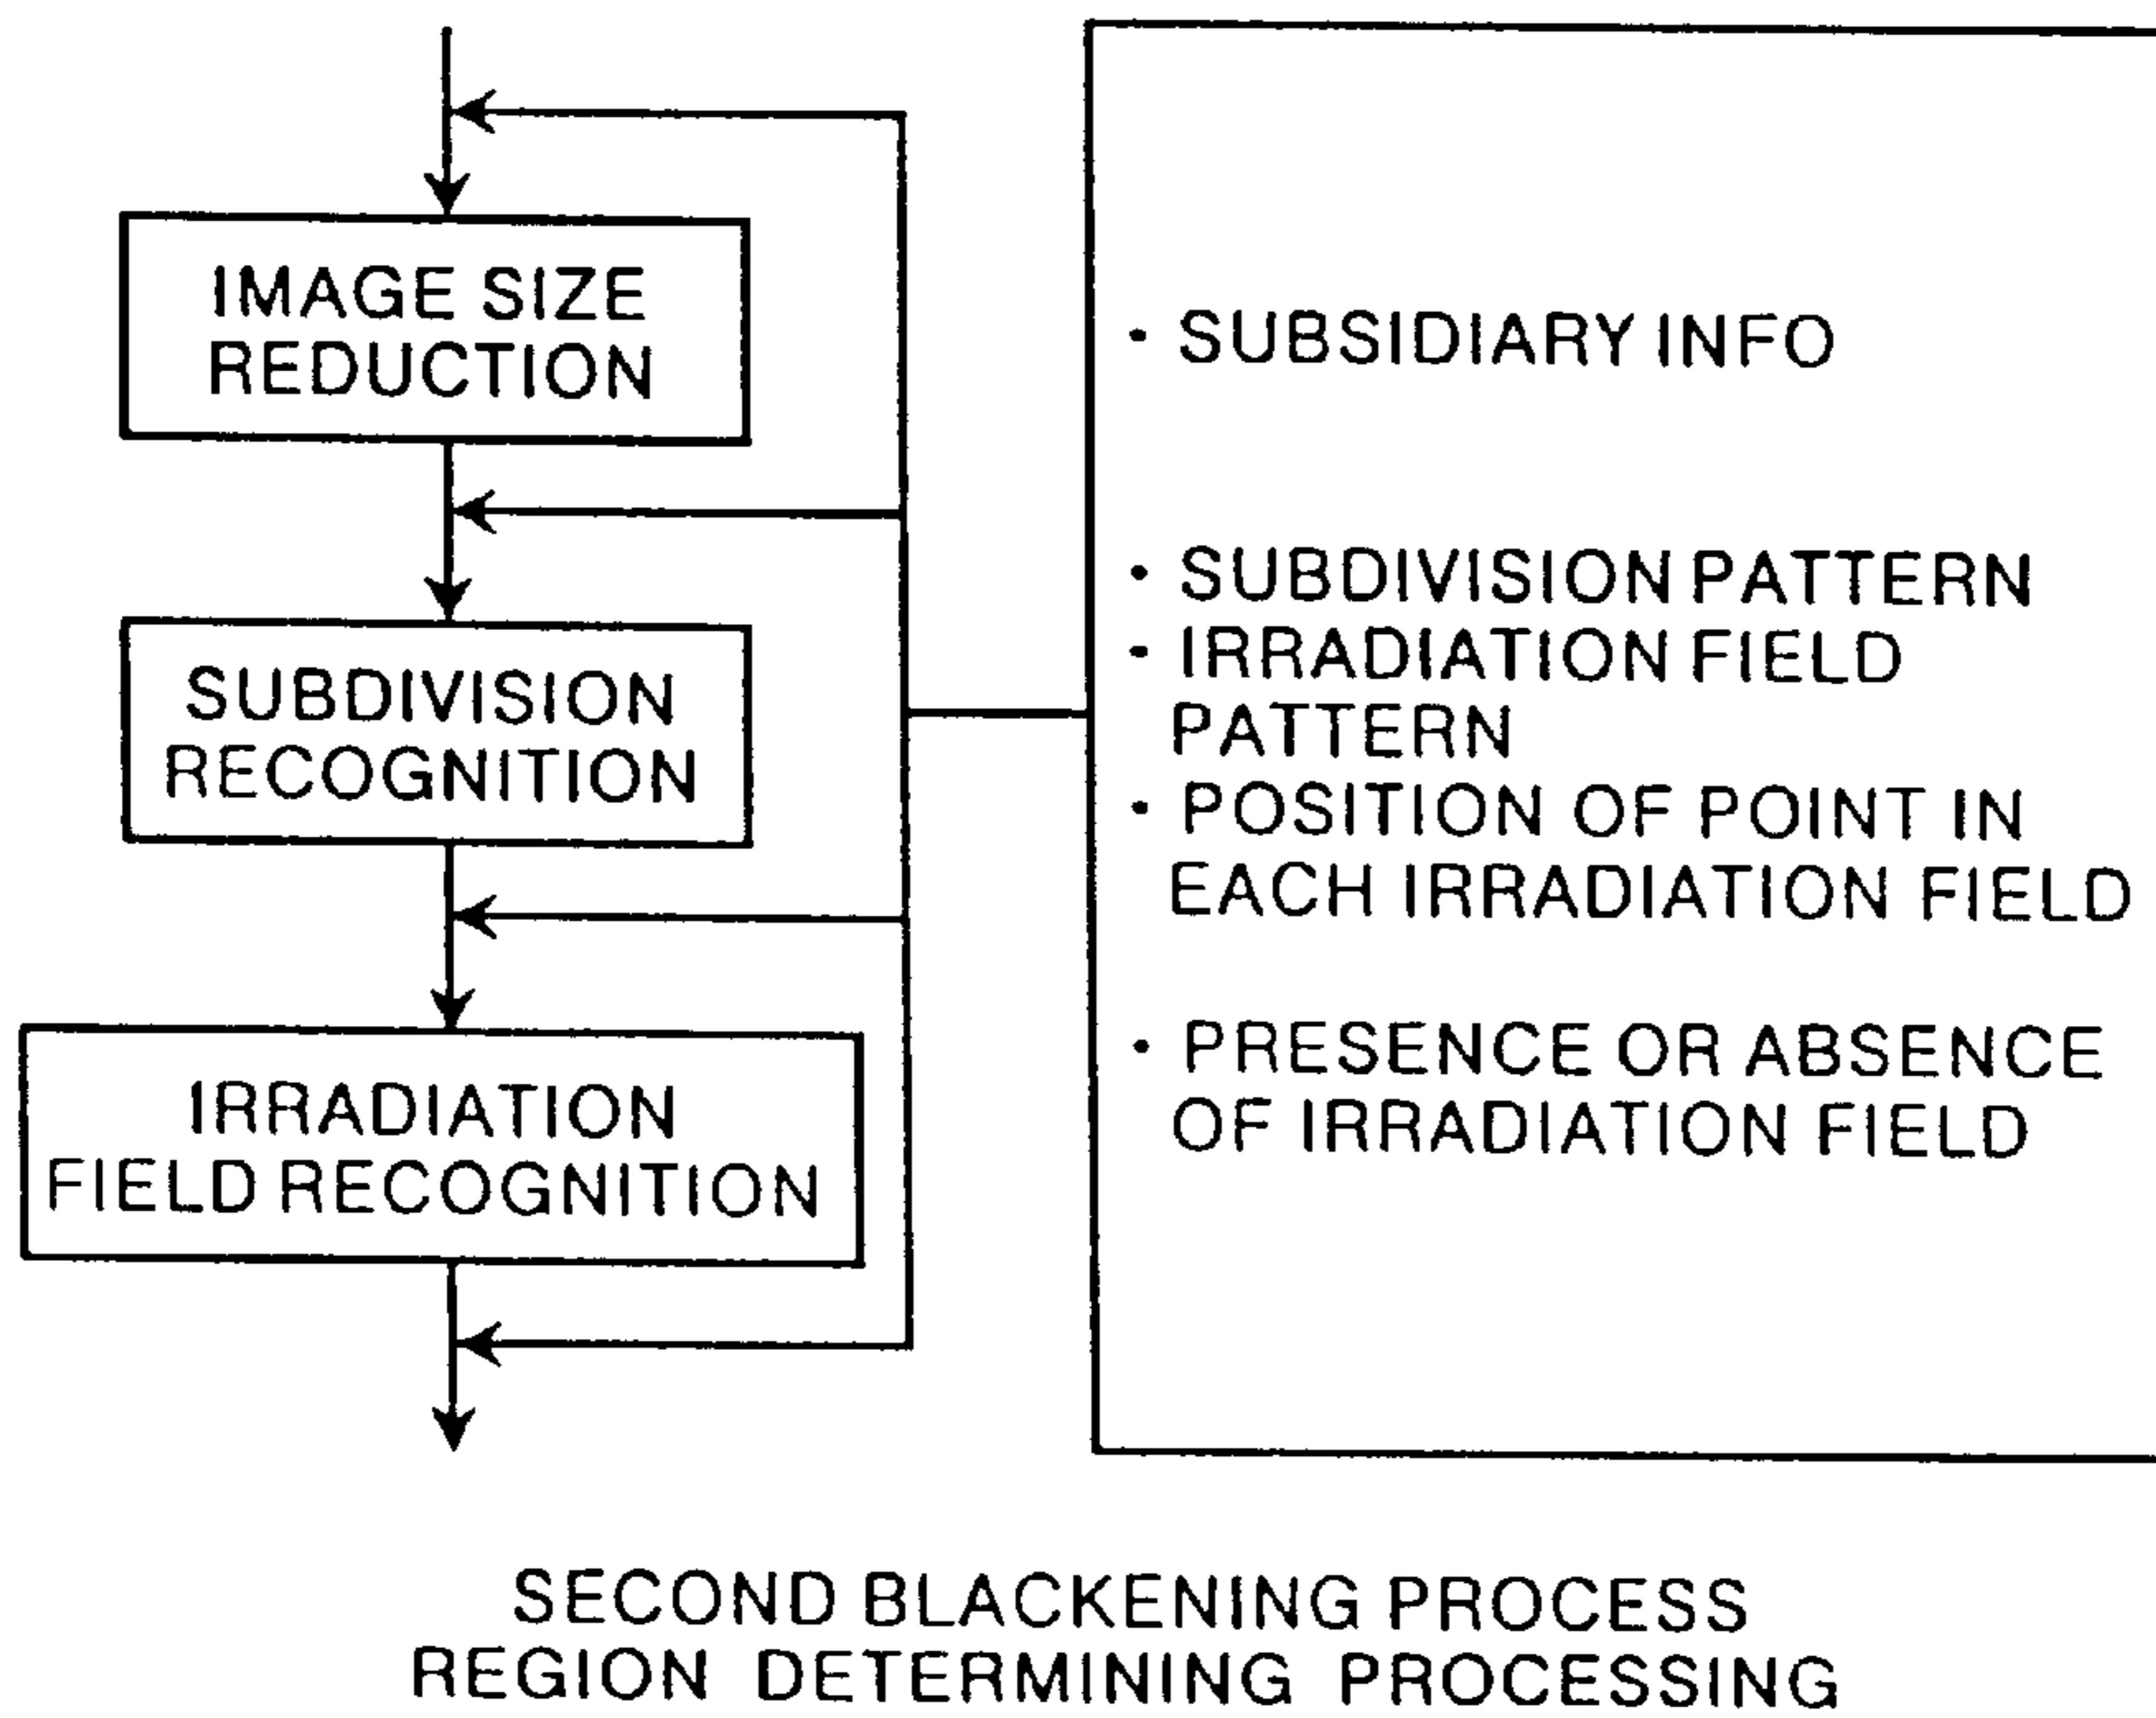 IMAGE SIZE
REDUCTION
SUBDIVISION
RECOGNITION
IRRADIATION
FIELD RECOGNITION
• SUBSIDIARY INFO
• SUBDIVISION PATTERN
• IRRADIATION FIELD
PATTERN
• POSITION OF POINT IN
EACH IRRADIATION FIELD
• PRESENCE OR ABSENCE
OF IRRADIATION FIELD
SECOND BLACKENING PROCESS
REGION DETERMINING PROCESSING